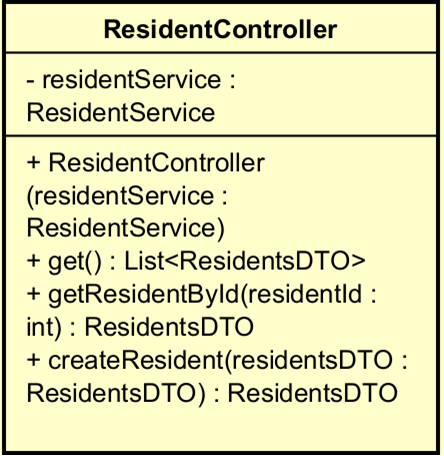 ResidentController
- residentService :
ResidentService
+ ResidentController
(residentService :
ResidentService)
+ get() : List<ResidentsDTO>
+ getResidentById(residentId :
int) : ResidentsDTO
+ createResident(residentsDTO :
ResidentsDTO) : ResidentsDTO